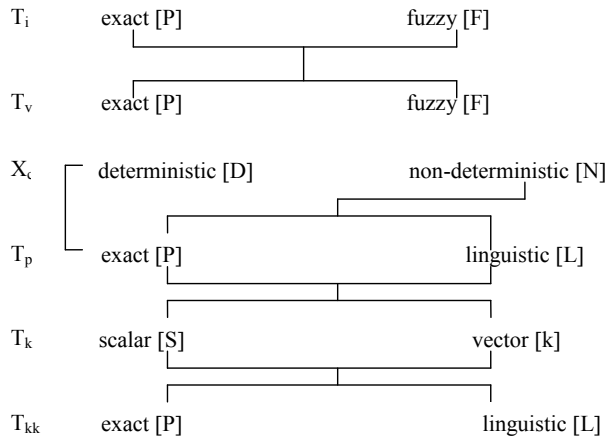 Tᵢ exact [P] fuzzy [F]
Tᵥ exact [P] fuzzy [F]
X꜀ deterministic [D] non-deterministic [N]
Tₚ exact [P] linguistic [L]
Tₖ scalar [S] vector [k]
Tₖₖ exact [P] linguistic [L]